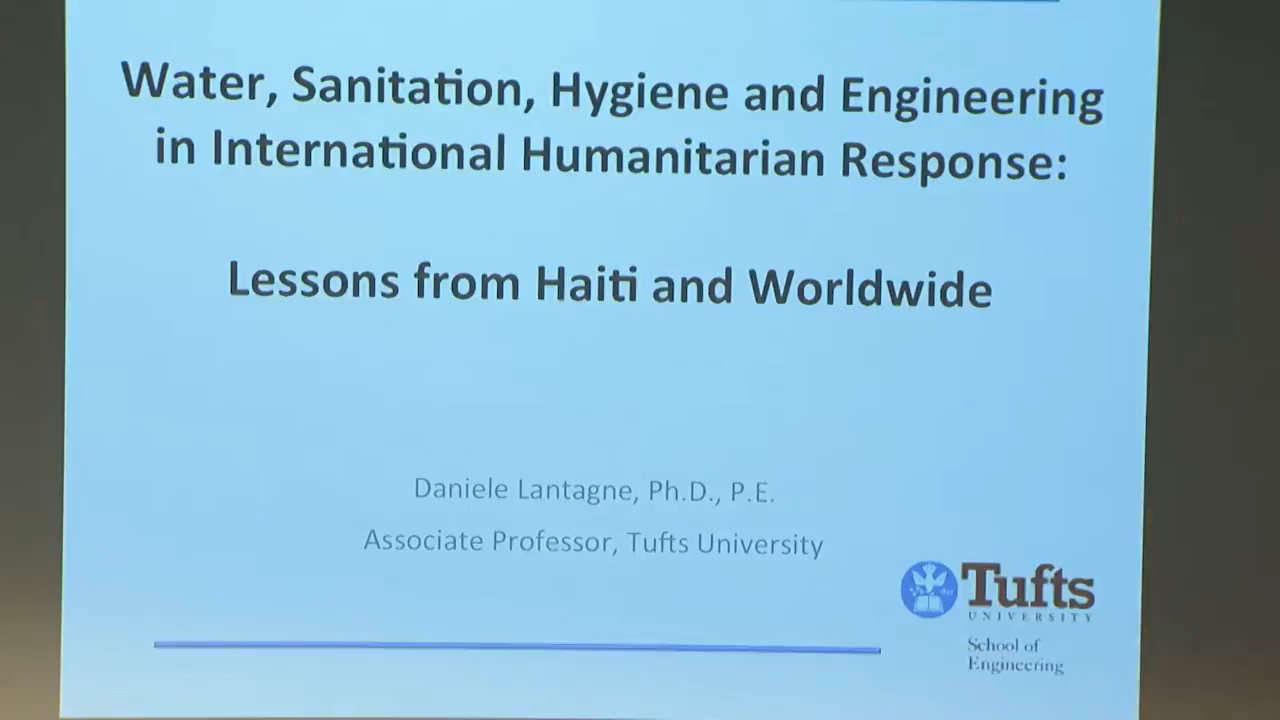 Water, Sanitation, Hygiene and Engineering
in International Humanitarian Response:
Lessons from Haiti and Worldwide
Daniele Lantagne, Ph.D., P.E.
Associate Professor, Tufts University
Tufts
UNIVERSITY
School of
Engineering